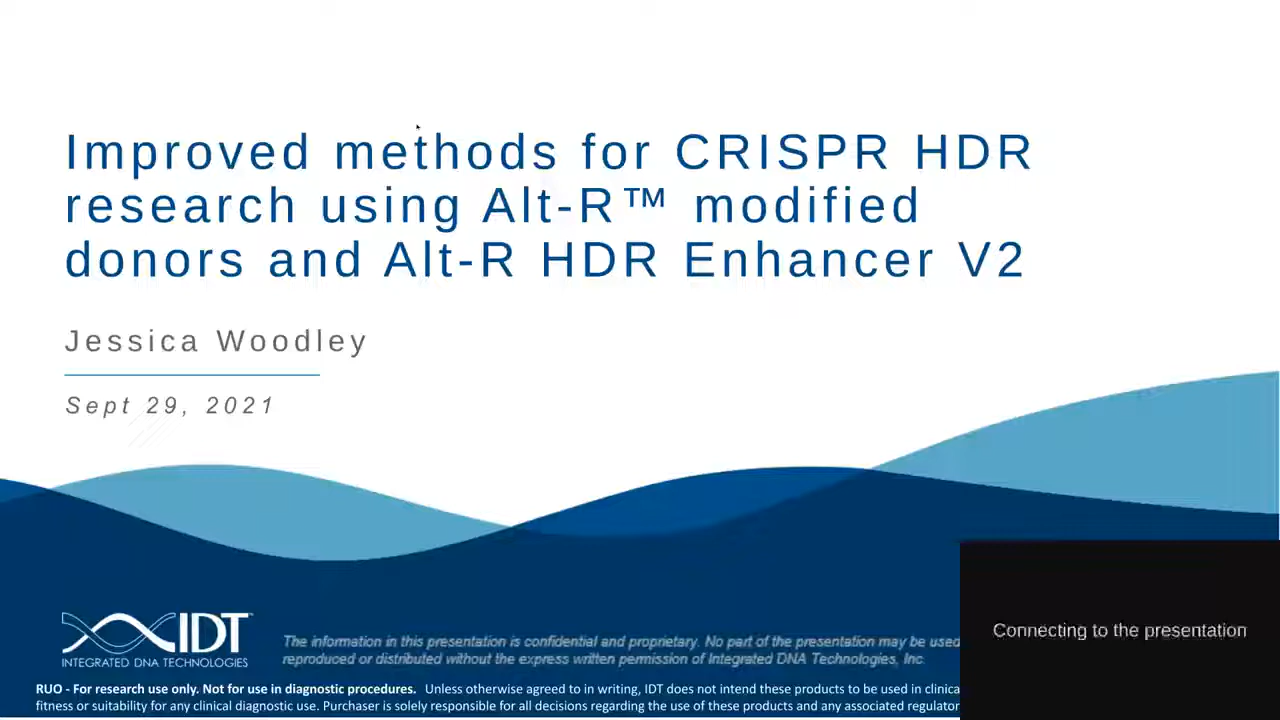 Improved methods for CRISPR HDR
research using Alt-R™ modified
donors and Alt-R HDR Enhancer V2
Jessica Woodley
Sept 29, 2021
IDT
INTEGRATED DNA TECHNOLOGIES
The information in this presentation is confidential and proprietary. No part of the presentation may be used
reproduced or distributed without the express written permission of Integrated DNA Technologies, Inc.
Connecting to the presentation
RUO - For research use only. Not for use in diagnostic procedures. Unless otherwise agreed to in writing, IDT does not intend these products to be used in clinica
fitness or suitability for any clinical diagnostic use. Purchaser is solely responsible for all decisions regarding the use of these products and any associated regulator